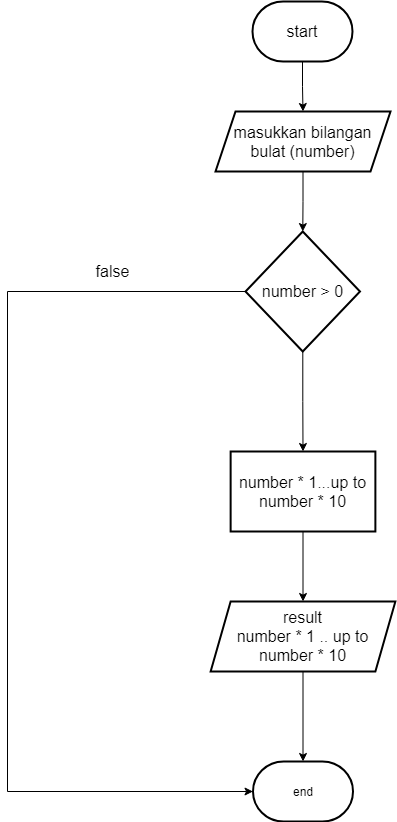 start
masukkan bilangan
bulat (number)
false
number > 0
number * 1...up to
number * 10
result
number * 1 .. up to
number * 10
end